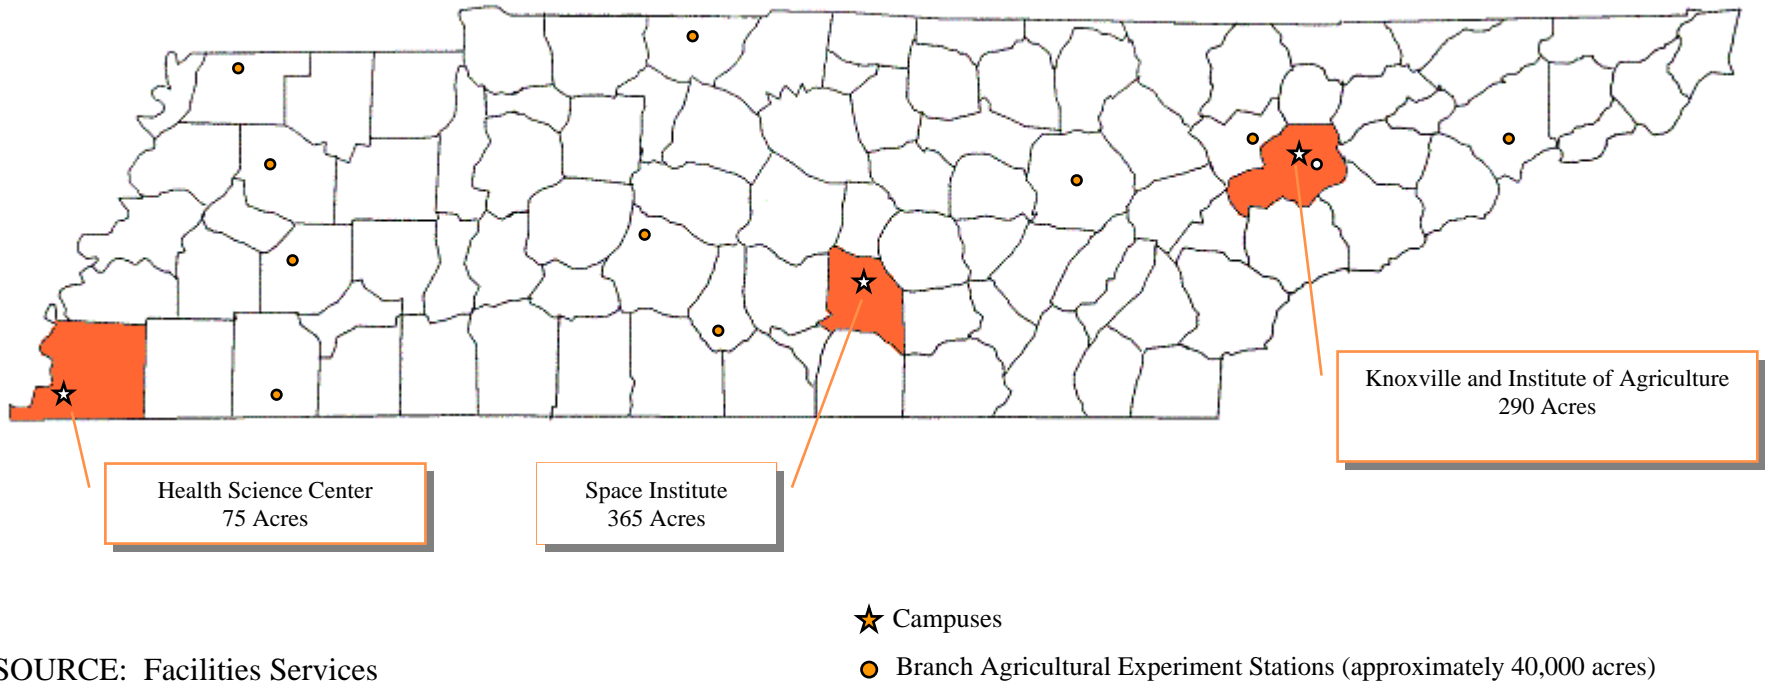 Knoxville and Institute of Agriculture
290 Acres
Health Science Center
75 Acres
Space Institute
365 Acres
Campuses
SOURCE: Facilities Services
Branch Agricultural Experiment Stations (approximately 40,000 acres)